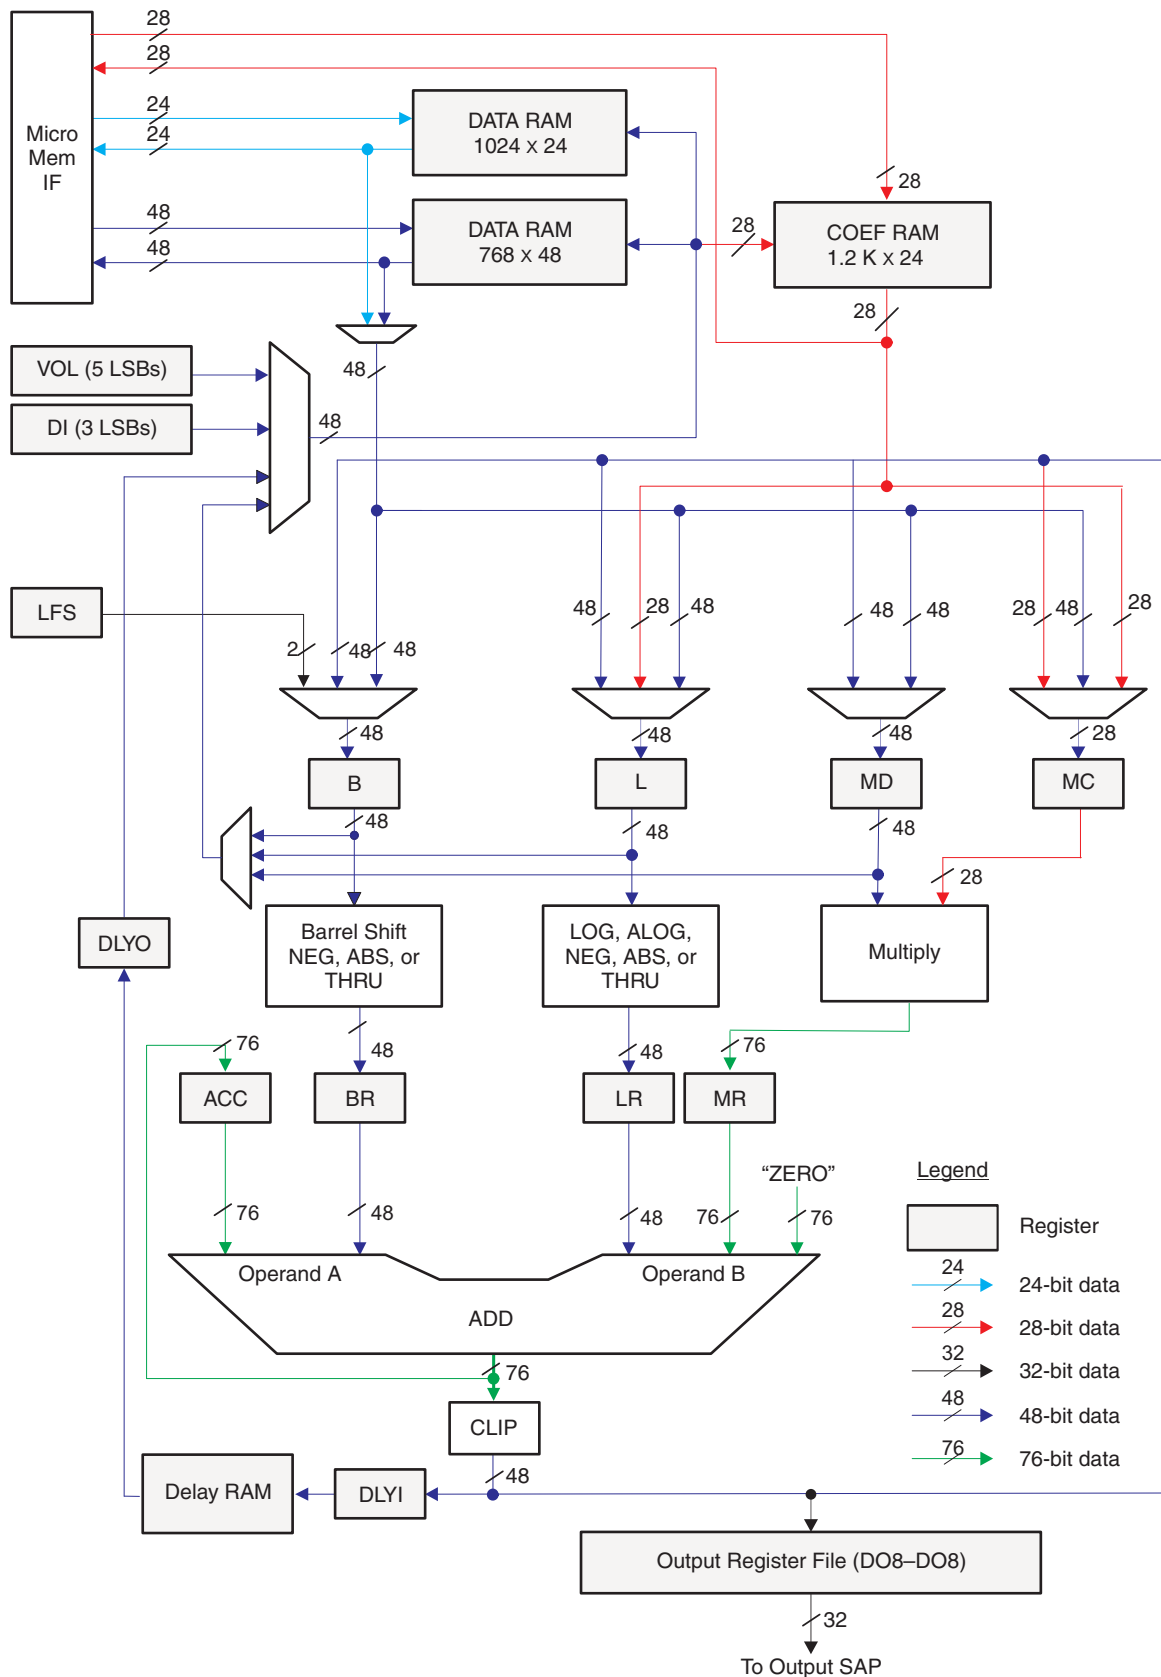 28
28
24
24
Micro
Mem
IF
DATA RAM
1024 x 24
28
48
48
DATA RAM
768 x 48
28
COEF RAM
1.2 K x 24
28
VOL (5 LSBs)
48
DI (3 LSBs)
48
LFS
2
48
48
48
28
48
48
48
28
48
28
48
48
48
28
B
L
MD
MC
48
48
48
28
DLYO
Barrel Shift
NEG, ABS, or
THRU
LOG, ALOG,
NEG, ABS, or
THRU
Multiply
76
48
48
76
ACC
BR
LR
MR
"ZERO"
76
48
48
76
76
Operand A
Operand B
ADD
76
CLIP
48
Delay RAM
DLYI
Output Register File (DO8–DO8)
32
To Output SAP
Legend
Register
24
24-bit data
28
28-bit data
32
32-bit data
48
48-bit data
76
76-bit data